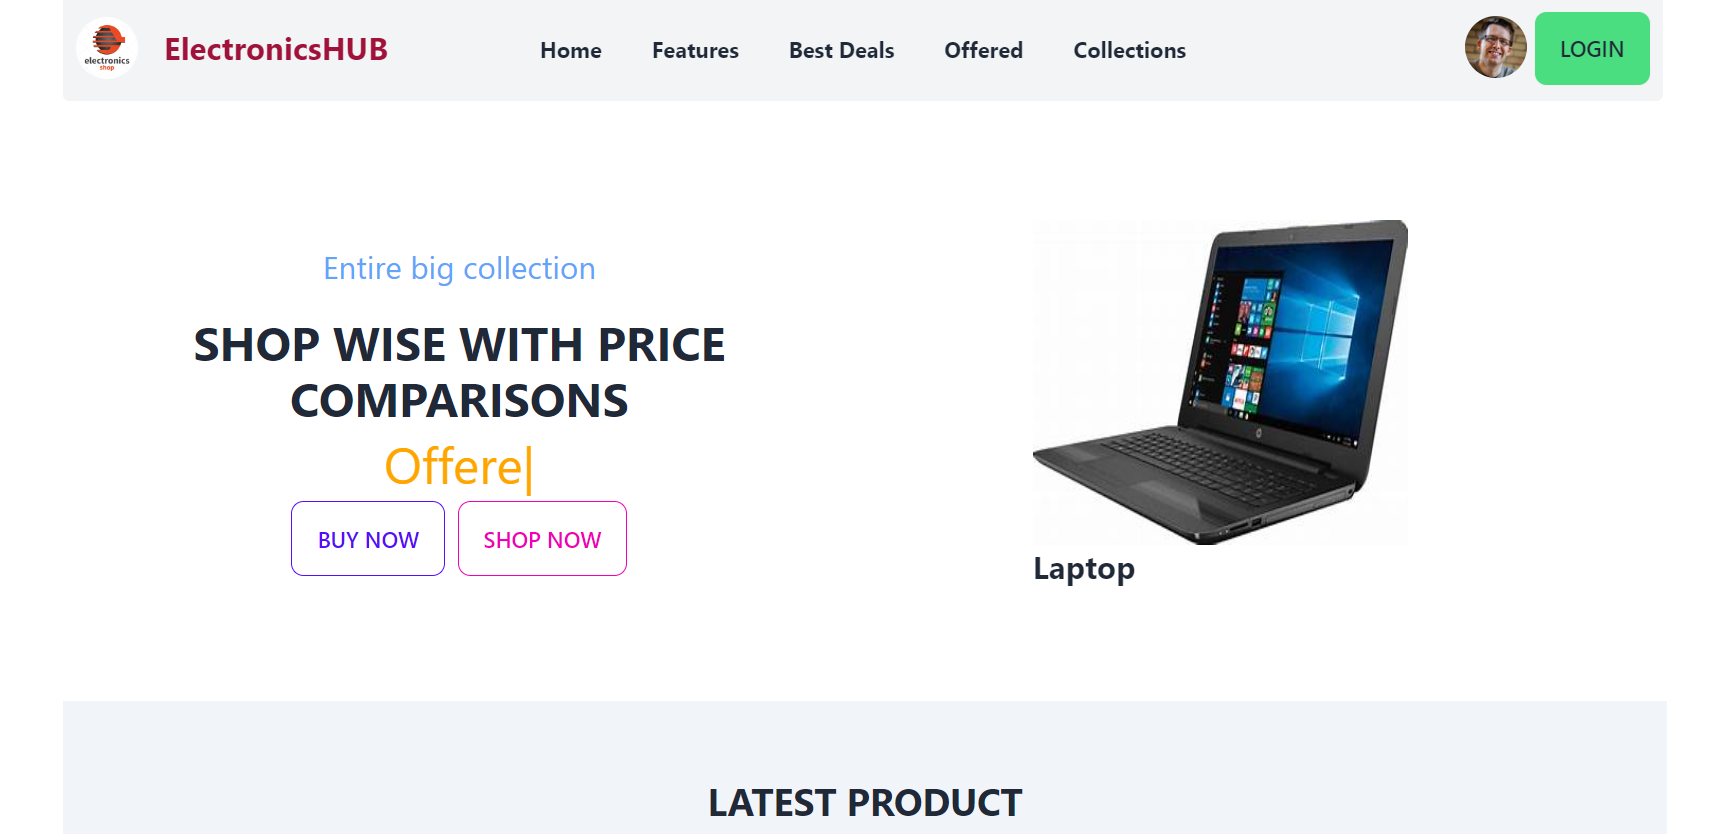 electronics
shop
ElectronicsHUB
Home
Features
Best Deals
Offered
Collections
LOGIN
Entire big collection
SHOP WISE WITH PRICE
COMPARISONS
Offere|
BUY NOW
SHOP NOW
Laptop
LATEST PRODUCT